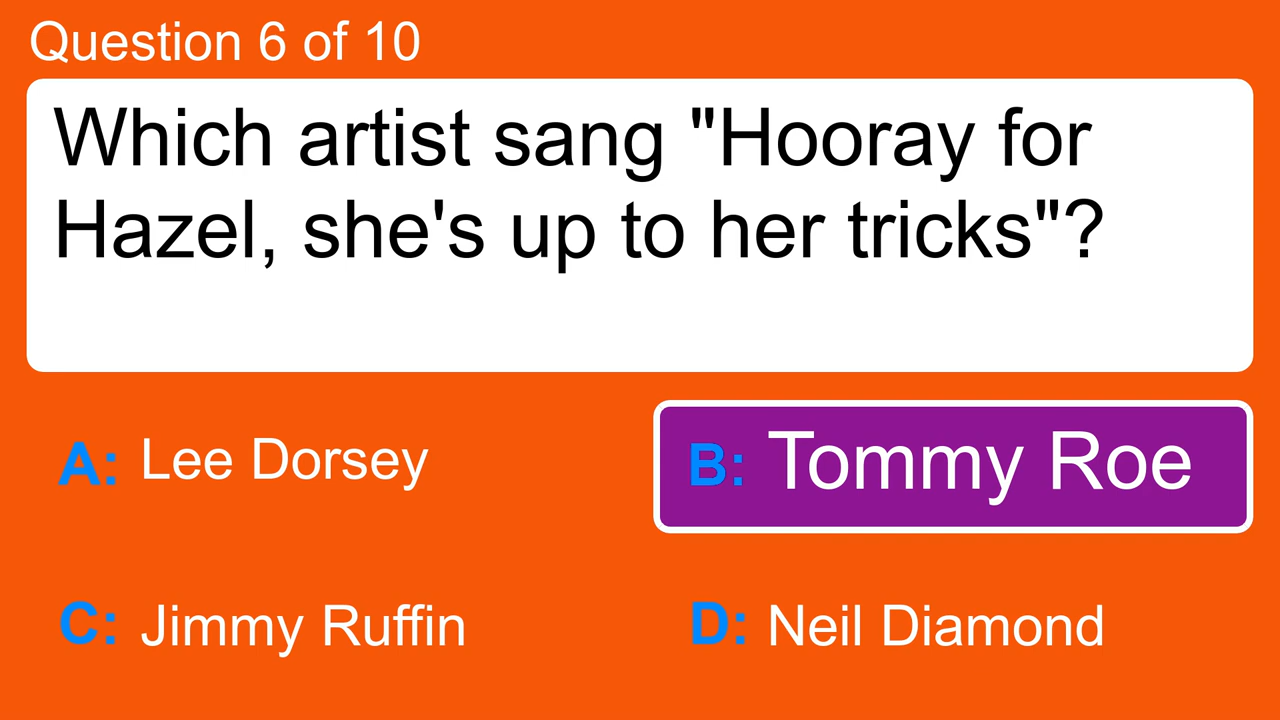 Question 6 of 10
Which artist sang "Hooray for
Hazel, she's up to her tricks"?
A: Lee Dorsey
B: Tommy Roe
C: Jimmy Ruffin
D: Neil Diamond